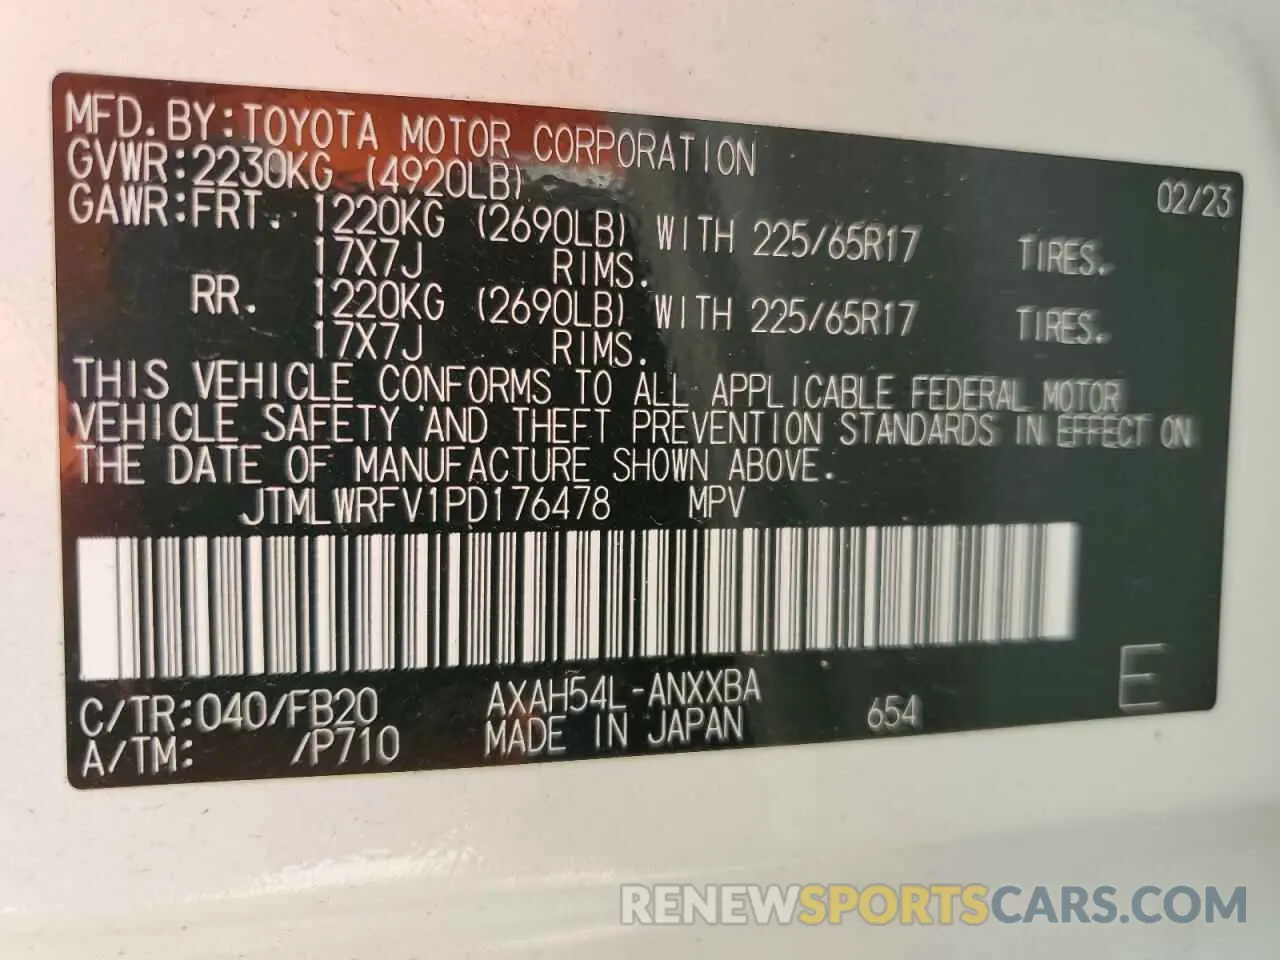 MFD.BY:TOYOTA MOTOR CORPORATION 02/23
GVWR:2230KG (4920LB)
GAWR:FRT. 1220KG (2690LB) WITH 225/65R17 TIRES.
17X7J RIMS.
RR. 1220KG (2690LB) WITH 225/65R17 TIRES.
17X7J RIMS.
THIS VEHICLE CONFORMS TO ALL APPLICABLE FEDERAL MOTOR
VEHICLE SAFETY AND THEFT PREVENTION STANDARDS IN EFFECT ON
THE DATE OF MANUFACTURE SHOWN ABOVE.
JTMLWRFV1PD176478 MPV
C/TR:040/FB20 AXAH54L-ANXXBA 654 E
A/TM: /P710 MADE IN JAPAN
RENEWSPORTSCARS.COM